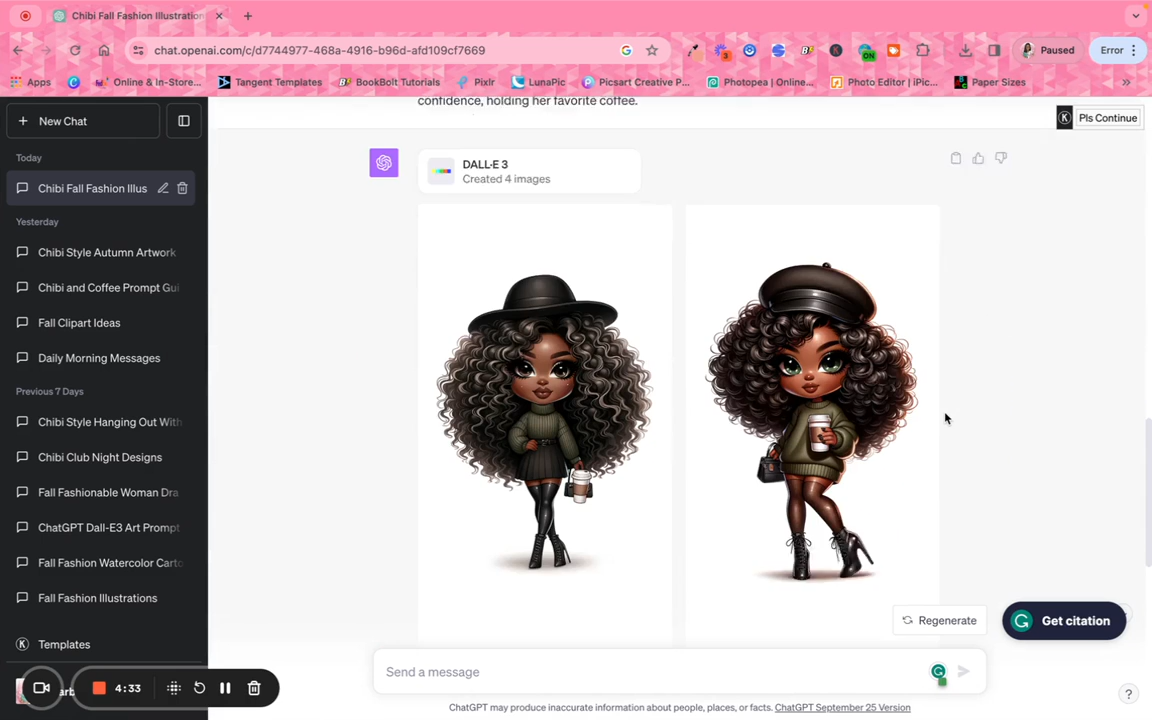 Chibi Fall Fashion Illustration
chat.openai.com/c/d7744977-468a-4916-b96d-afd109cf7669
3
ON
Paused
Error
Apps
Online & In-Store...
Tangent Templates
BookBolt Tutorials
Pixlr
LunaPic
Picsart Creative P...
Photopea | Online...
Photo Editor | iPic...
Paper Sizes
New Chat
Today
Chibi Fall Fashion Illus
Yesterday
Chibi Style Autumn Artwork
Chibi and Coffee Prompt Gui
Fall Clipart Ideas
Daily Morning Messages
Previous 7 Days
Chibi Style Hanging Out With
Chibi Club Night Designs
Fall Fashionable Woman Dra
ChatGPT Dall-E3 Art Prompt
Fall Fashion Watercolor Carto
Fall Fashion Illustrations
K Templates
4:33
confidence, holding her favorite coffee.
K Pls Continue
DALL·E 3
Created 4 images
Regenerate
Get citation
Send a message
ChatGPT may produce inaccurate information about people, places, or facts. ChatGPT September 25 Version
?